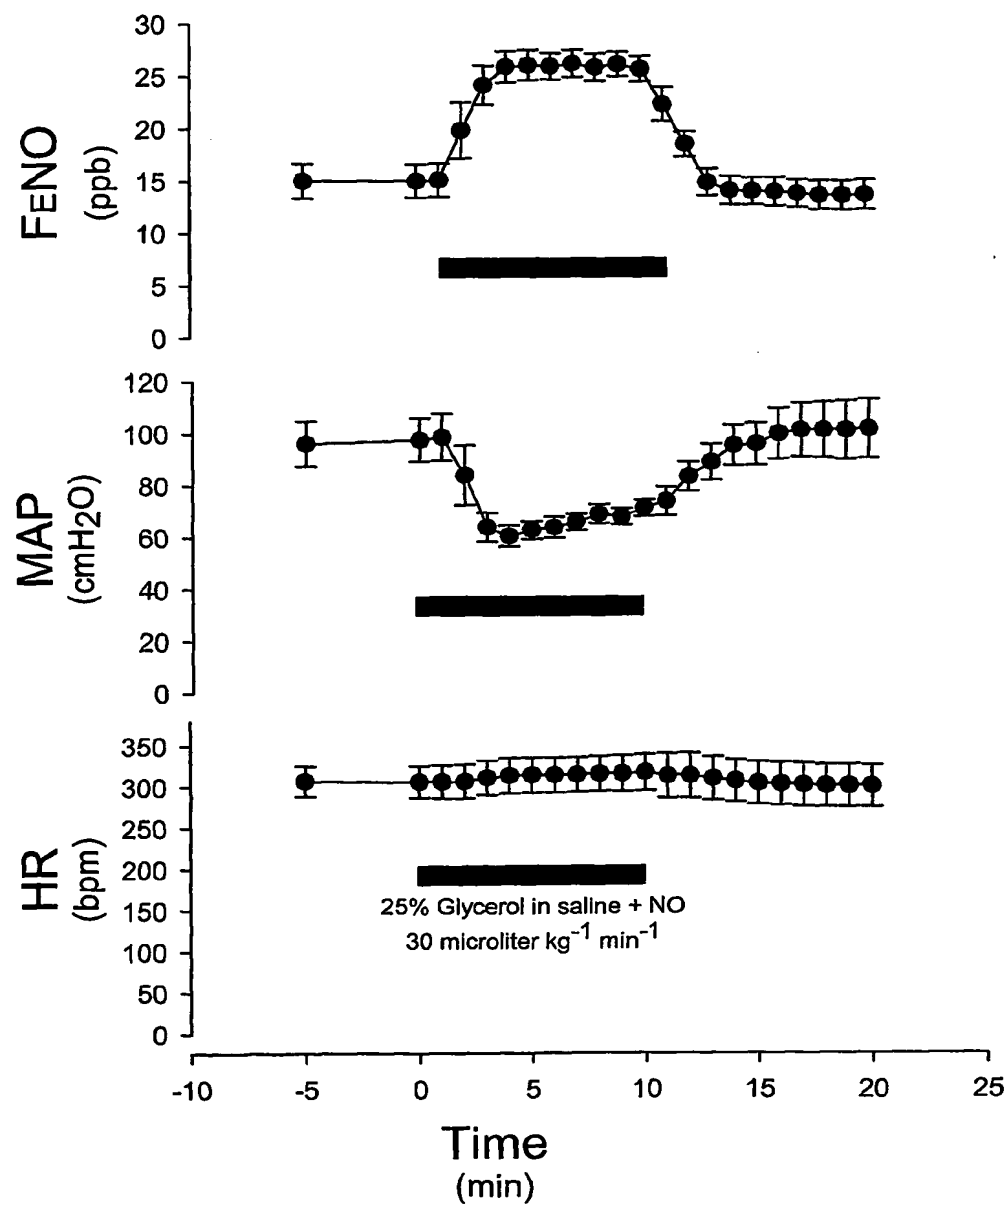 30
25
20
15
10
5
0
FENO
(ppb)
120
100
80
60
40
20
0
MAP
(cmH2O)
350
300
250
200
150
100
50
0
HR
(bpm)
25% Glycerol in saline + NO
30 microliter kg-1 min-1
-10 -5 0 5 10 15 20 25
Time
(min)